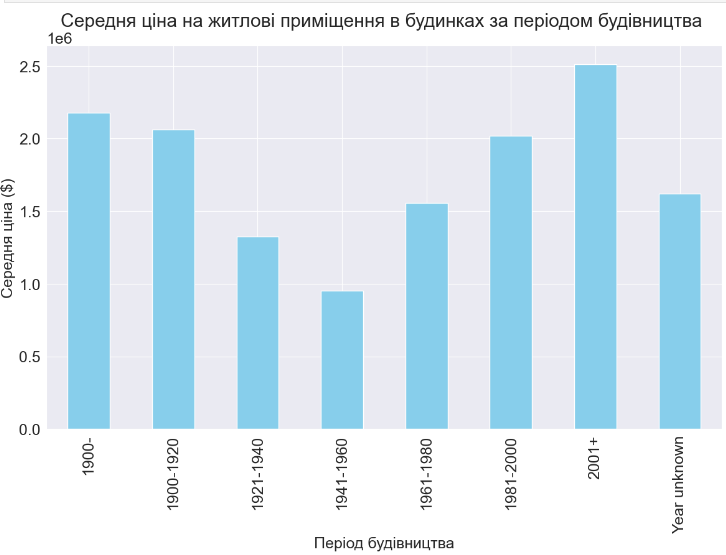 Середня ціна на житлові приміщення в будинках за періодом будівництва
1e6
2.5
2.0
1.5
1.0
0.5
0.0
Середня ціна ($)
1900-
1900-1920
1921-1940
1941-1960
1961-1980
1981-2000
2001+
Year unknown
Період будівництва